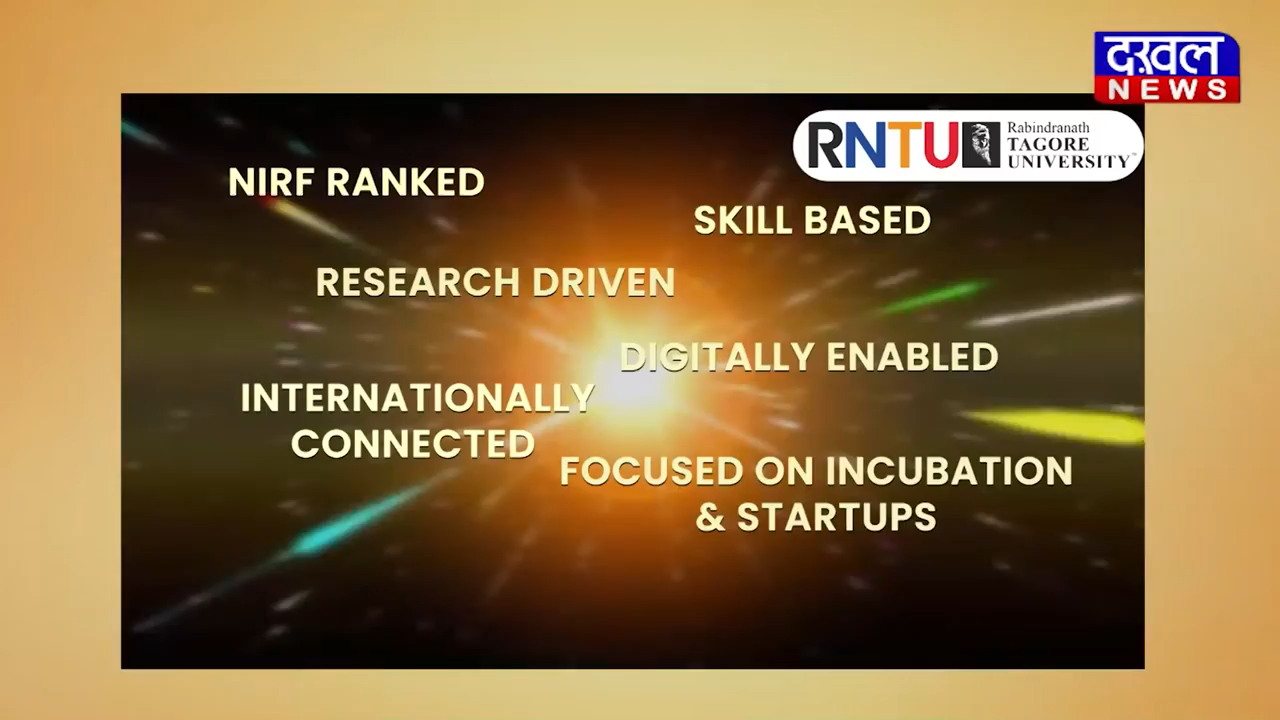 दख़ल
NEWS
RNTU
Rabindranath
TAGORE
UNIVERSITY
NIRF RANKED
SKILL BASED
RESEARCH DRIVEN
DIGITALLY ENABLED
INTERNATIONALLY
CONNECTED
FOCUSED ON INCUBATION
& STARTUPS